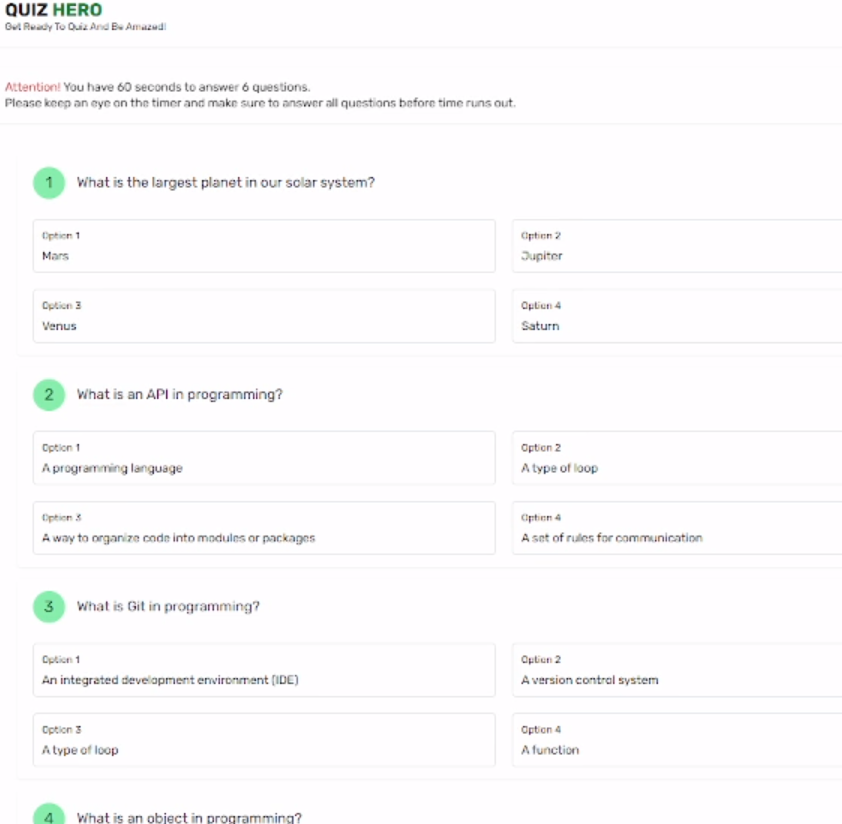 QUIZ HERO
Get Ready To Quiz And Be Amazed!
Attention! You have 60 seconds to answer 6 questions.
Please keep an eye on the timer and make sure to answer all questions before time runs out.
1 What is the largest planet in our solar system?
Option 1 Option 2
Mars Jupiter
Option 3 Option 4
Venus Saturn
2 What is an API in programming?
Option 1 Option 2
A programming language A type of loop
Option 3 Option 4
A way to organize code into modules or packages A set of rules for communication
3 What is Git in programming?
Option 1 Option 2
An integrated development environment (IDE) A version control system
Option 3 Option 4
A type of loop A function
4 What is an object in programming?